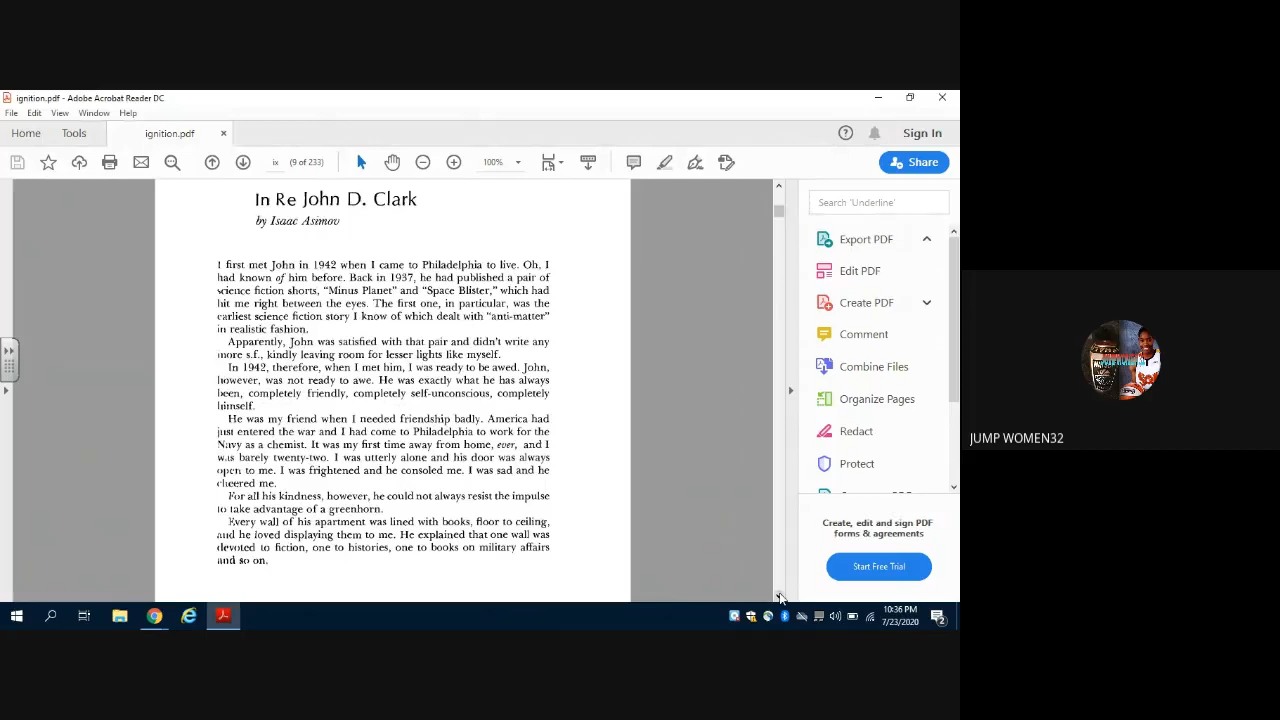 ignition.pdf - Adobe Acrobat Reader DC
File Edit View Window Help
Home Tools ignition.pdf × Sign In
ix (9 of 233) 100% Share
In Re John D. Clark
by Isaac Asimov
I first met John in 1942 when I came to Philadelphia to live. Oh, I
had known of him before. Back in 1937, he had published a pair of
science fiction shorts, “Minus Planet” and “Space Blister,” which had
hit me right between the eyes. The first one, in particular, was the
earliest science fiction story I know of which dealt with “anti-matter”
in realistic fashion.
Apparently, John was satisfied with that pair and didn't write any
more s.f., kindly leaving room for lesser lights like myself.
In 1942, therefore, when I met him, I was ready to be awed. John,
however, was not ready to awe. He was exactly what he has always
been, completely friendly, completely self-unconscious, completely
himself.
He was my friend when I needed friendship badly. America had
just entered the war and I had come to Philadelphia to work for the
Navy as a chemist. It was my first time away from home, ever, and I
was barely twenty-two. I was utterly alone and his door was always
open to me. I was frightened and he consoled me. I was sad and he
cheered me.
For all his kindness, however, he could not always resist the impulse
to take advantage of a greenhorn.
Every wall of his apartment was lined with books, floor to ceiling,
and he loved displaying them to me. He explained that one wall was
devoted to fiction, one to histories, one to books on military affairs
and so on.
Search 'Underline'
Export PDF
Edit PDF
Create PDF
Comment
Combine Files
Organize Pages
Redact
Protect
Create, edit and sign PDF
forms & agreements
Start Free Trial
10:36 PM
7/23/2020
2
JUMP WOMEN32